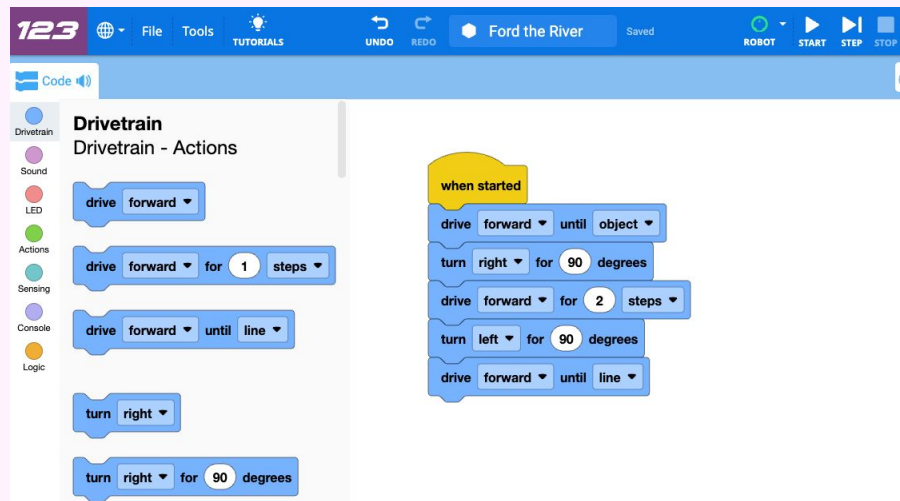 123 File Tools TUTORIALS UNDO REDO Ford the River Saved ROBOT START STEP STOP
Code
Drivetrain
Sound
LED
Actions
Sensing
Console
Logic
Drivetrain
Drivetrain - Actions
drive forward
drive forward for 1 steps
drive forward until line
turn right
turn right for 90 degrees
when started
drive forward until object
turn right for 90 degrees
drive forward for 2 steps
turn left for 90 degrees
drive forward until line